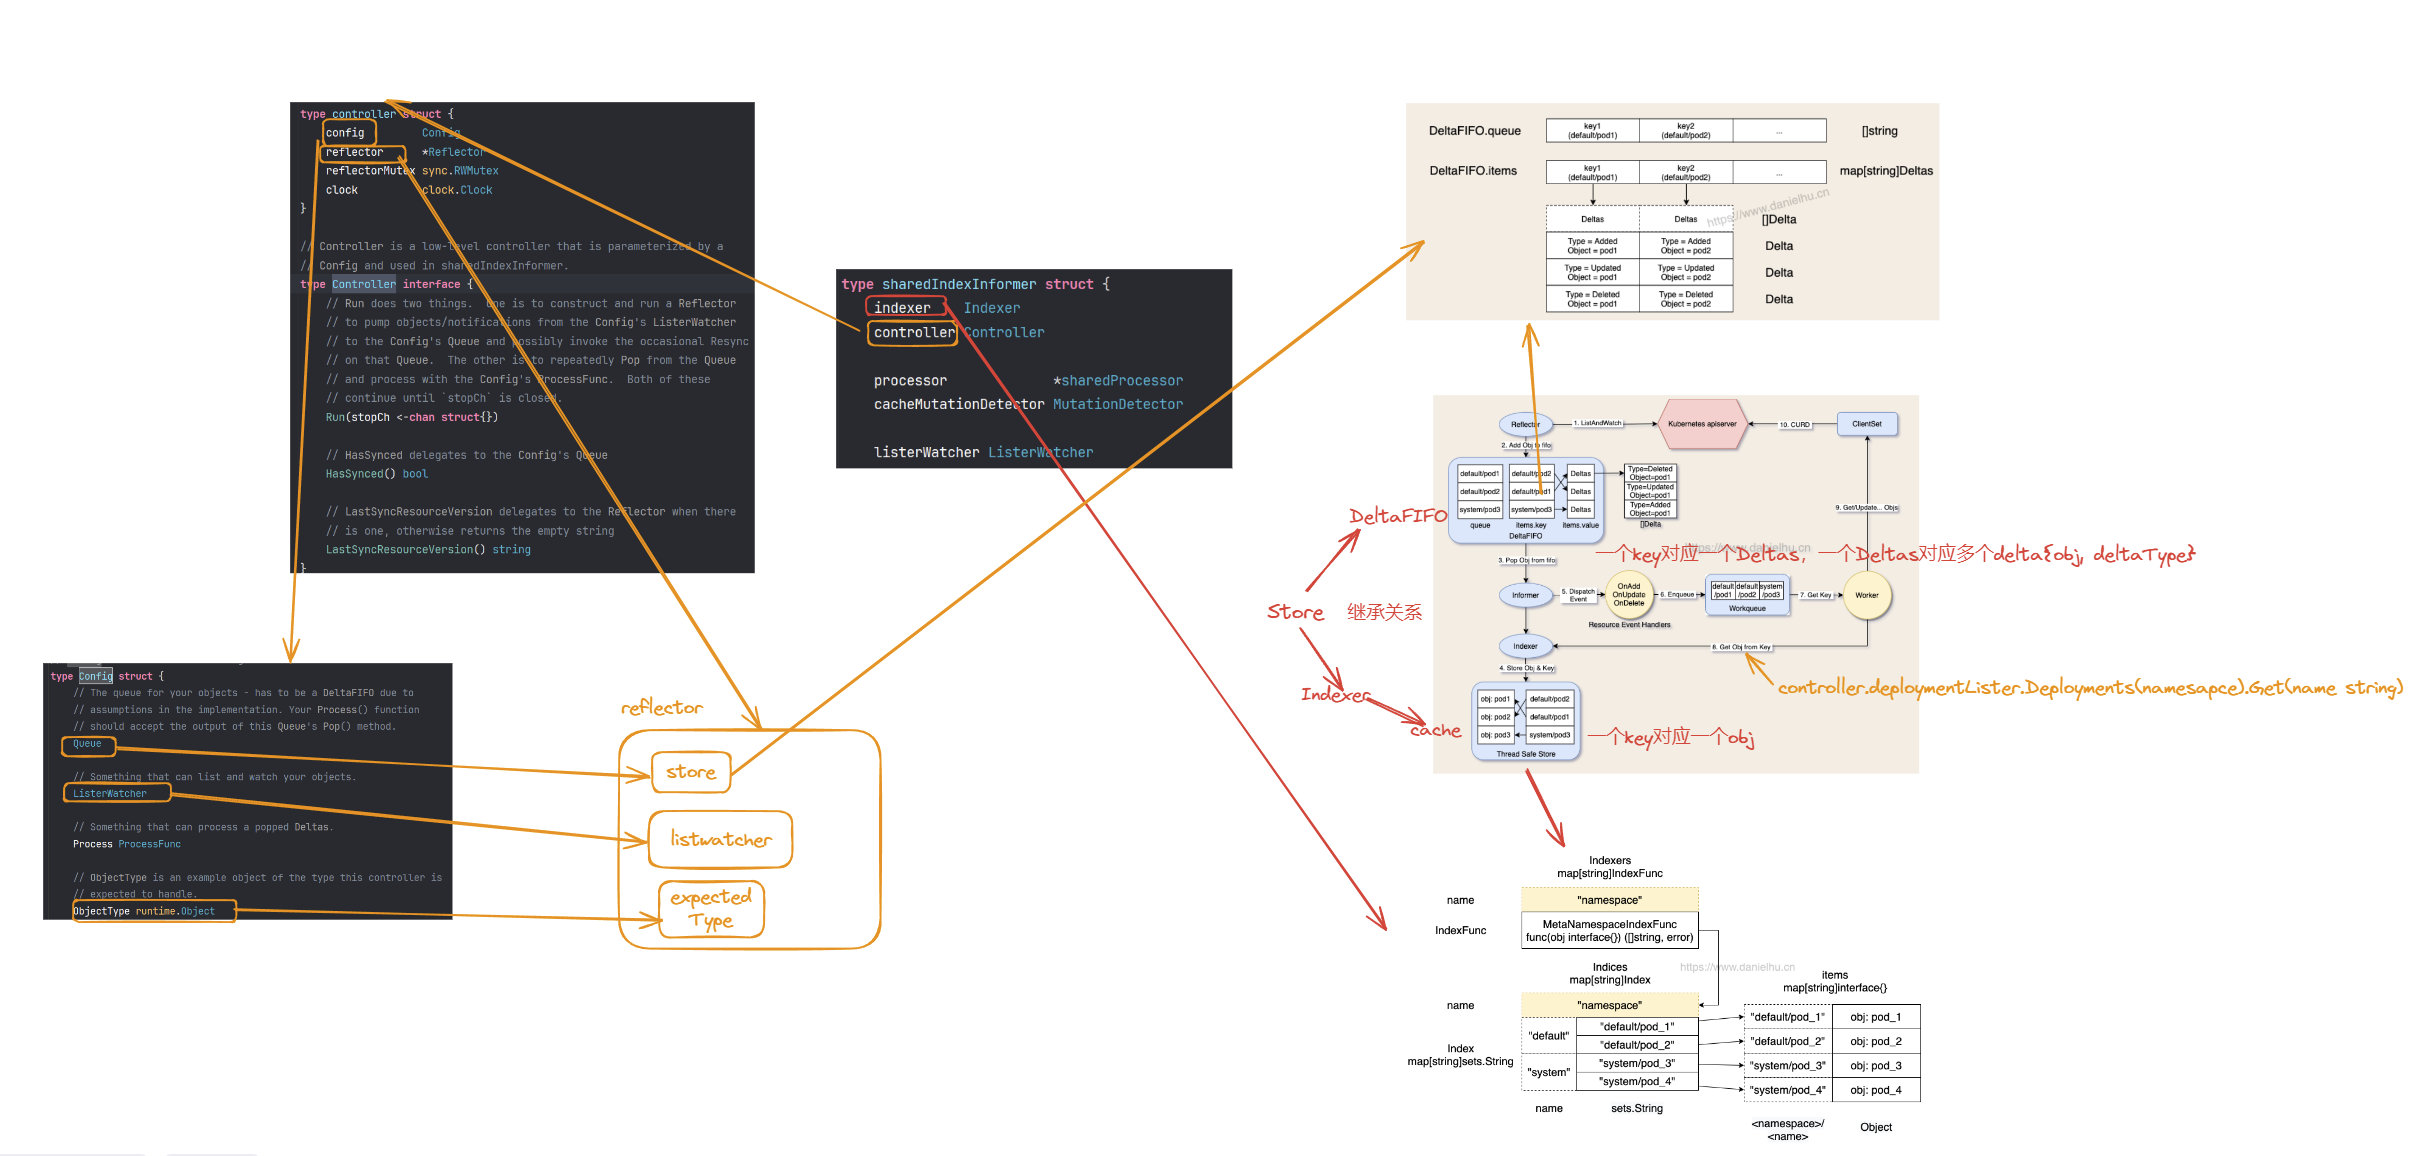 type controller struct {
config Config
reflector *Reflector
reflectorMutex sync.RWMutex
clock clock.Clock
}
// Controller is a low-level controller that is parameterized by a
// Config and used in sharedIndexInformer.
type Controller interface {
// Run does two things. One is to construct and run a Reflector
// to pump objects/notifications from the Config's ListerWatcher
// to the Config's Queue and possibly invoke the occasional Resync
// on that Queue. The other is to repeatedly Pop from the Queue
// and process with the Config's ProcessFunc. Both of these
// continue until `stopCh` is closed.
Run(stopCh <-chan struct{})
// HasSynced delegates to the Config's Queue
HasSynced() bool
// LastSyncResourceVersion delegates to the Reflector when there
// is one, otherwise returns the empty string
LastSyncResourceVersion() string
}
type Config struct {
// The queue for your objects - has to be a DeltaFIFO due to
// assumptions in the implementation. Your Process() function
// should accept the output of this Queue's Pop() method.
Queue
// Something that can list and watch your objects.
ListerWatcher
// Something that can process a popped Deltas.
Process ProcessFunc
// ObjectType is an example object of the type this controller is
// expected to handle.
ObjectType runtime.Object
reflector
store
listwatcher
expected
Type
type sharedIndexInformer struct {
indexer Indexer
controller Controller
processor *sharedProcessor
cacheMutationDetector MutationDetector
listerWatcher ListerWatcher
DeltaFIFO.queue
key1
(default/pod1)
key2
(default/pod2)
...
[]string
DeltaFIFO.items
key1
(default/pod1)
key2
(default/pod2)
...
map[string]Deltas
https://www.danielhu.cn
Deltas
Deltas
[]Delta
Type = Added
Object = pod1
Type = Added
Object = pod2
Delta
Type = Updated
Object = pod1
Type = Updated
Object = pod2
Delta
Type = Deleted
Object = pod1
Type = Deleted
Object = pod2
Delta
Reflector
1. ListAndWatch
Kubernetes apiserver
10. CURD
ClientSet
2. Add Obj to fifo
default/pod1
default/pod2
system/pod3
queue
default/pod2
default/pod1
system/pod3
items.key
Deltas
Deltas
Deltas
items.value
DeltaFIFO
Type=Deleted
Object=pod1
Type=Updated
Object=pod1
Type=Added
Object=pod1
[]Delta
9. Get/Update... Objs
DeltaFIFO
https://www.danielhu.cn
一个key对应一个Deltas, 一个Deltas对应多个delta{obj, deltaType}
3. Pop Obj from fifo
Informer
5. Dispatch
Event
OnAdd
OnUpdate
OnDelete
Resource Event Handlers
6. Enqueue
default
/pod1
default
/pod2
system
/pod3
Workqueue
7. Get Key
Worker
Store 继承关系
Indexer
8. Get Obj from Key
4. Store Obj & Key
controller.deploymentLister.Deployments(namesapce).Get(name string)
Indexer
cache
obj: pod1
obj: pod2
obj: pod3
default/pod2
default/pod1
system/pod3
Thread Safe Store
一个key对应一个obj
Indexers
map[string]IndexFunc
name
"namespace"
IndexFunc
MetaNamespaceIndexFunc
func(obj interface{}) ([]string, error)
Indices
map[string]Index
https://www.danielhu.cn
items
map[string]interface{}
name
"namespace"
Index
map[string]sets.String
"default"
"default/pod_1"
"default/pod_2"
"system"
"system/pod_3"
"system/pod_4"
"default/pod_1" obj: pod_1
"default/pod_2" obj: pod_2
"system/pod_3" obj: pod_3
"system/pod_4" obj: pod_4
name
sets.String
<namespace>/
<name>
Object